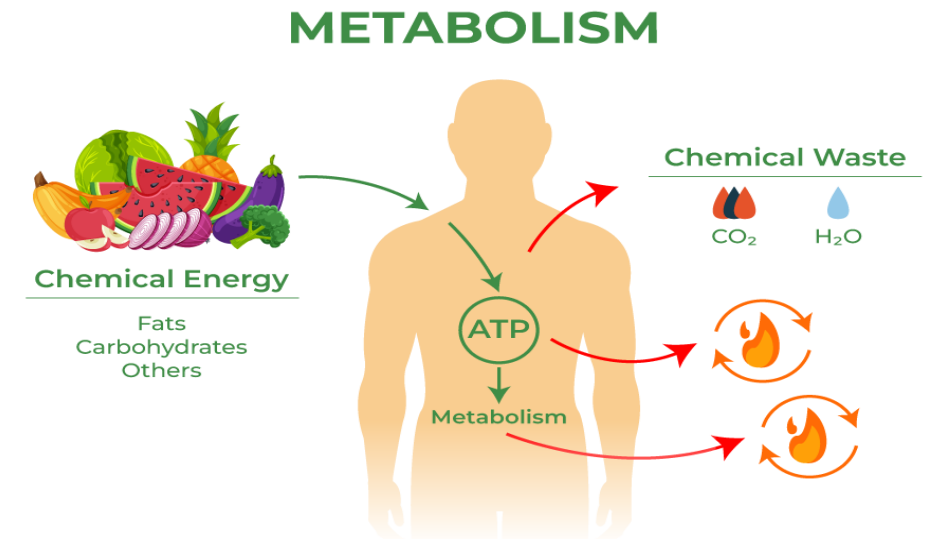 METABOLISM
Chemical Energy
Fats
Carbohydrates
Others
ATP
Metabolism
Chemical Waste
CO₂
H₂O